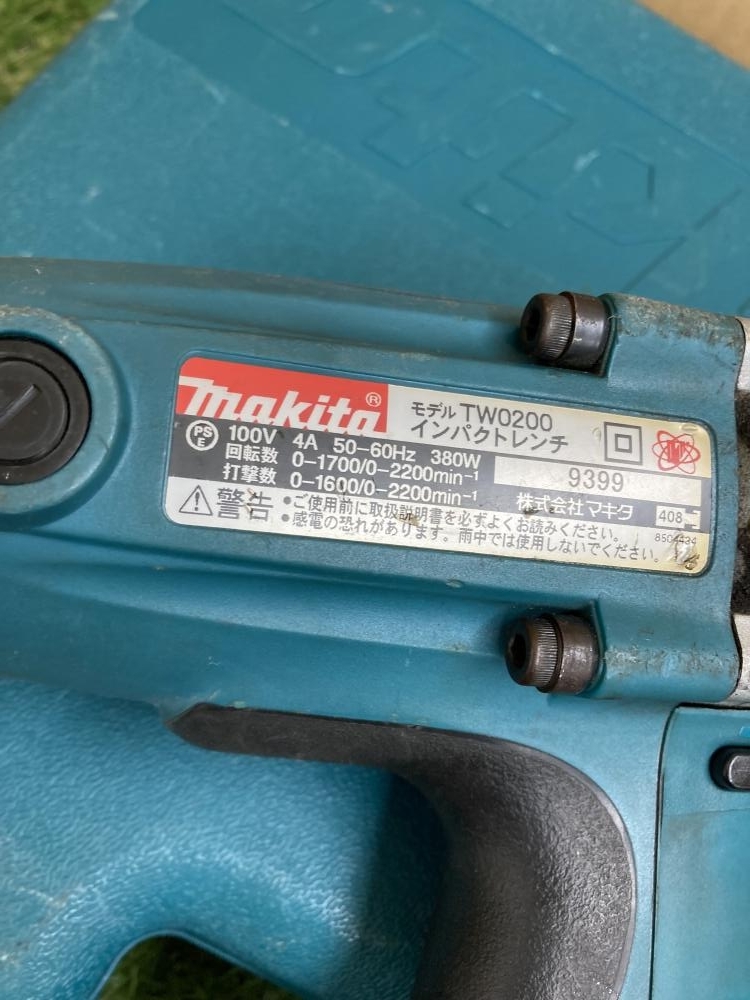 makita®
モデル TW0200
インパクトレンチ
PS E 100V 4A 50-60Hz 380W
回転数 0-1700/0-2200min⁻¹
打撃数 0-1600/0-2200min⁻¹
9399
株式会社マキタ
408
警告
•ご使用前に取扱説明書を必ずよくお読みください。
•感電の恐れがあります。雨中では使用しないでください。